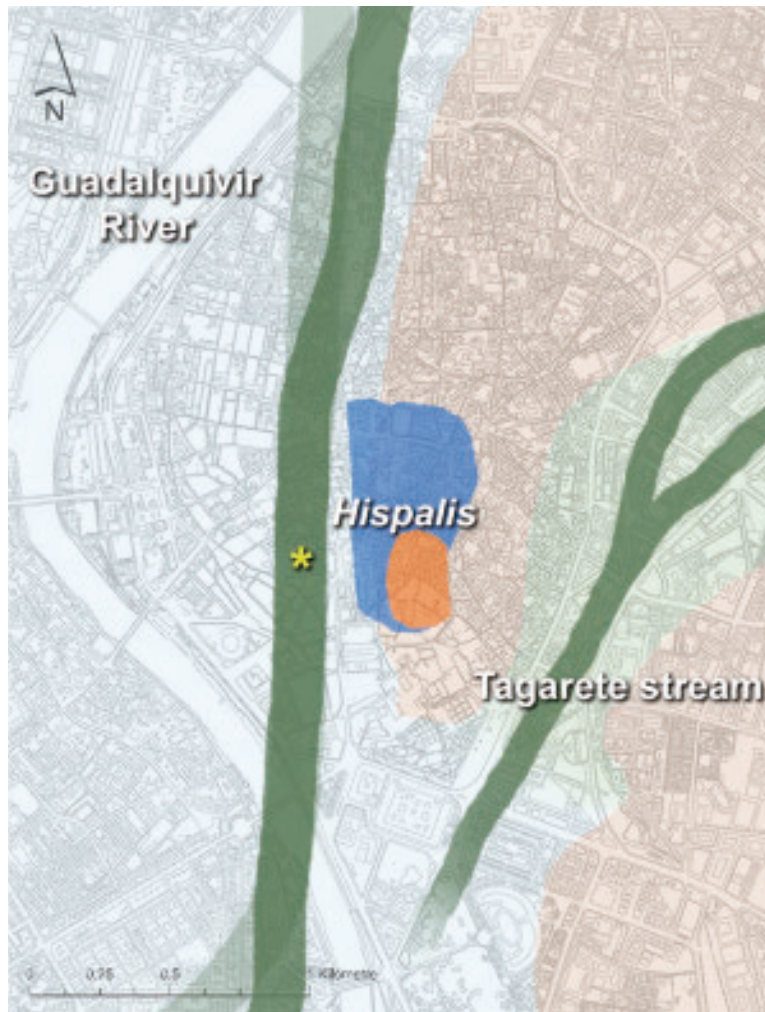 N
Guadalquivir
River
Hispalis
*
Tagarete stream
0 0.25 0.5 1 Kilometre